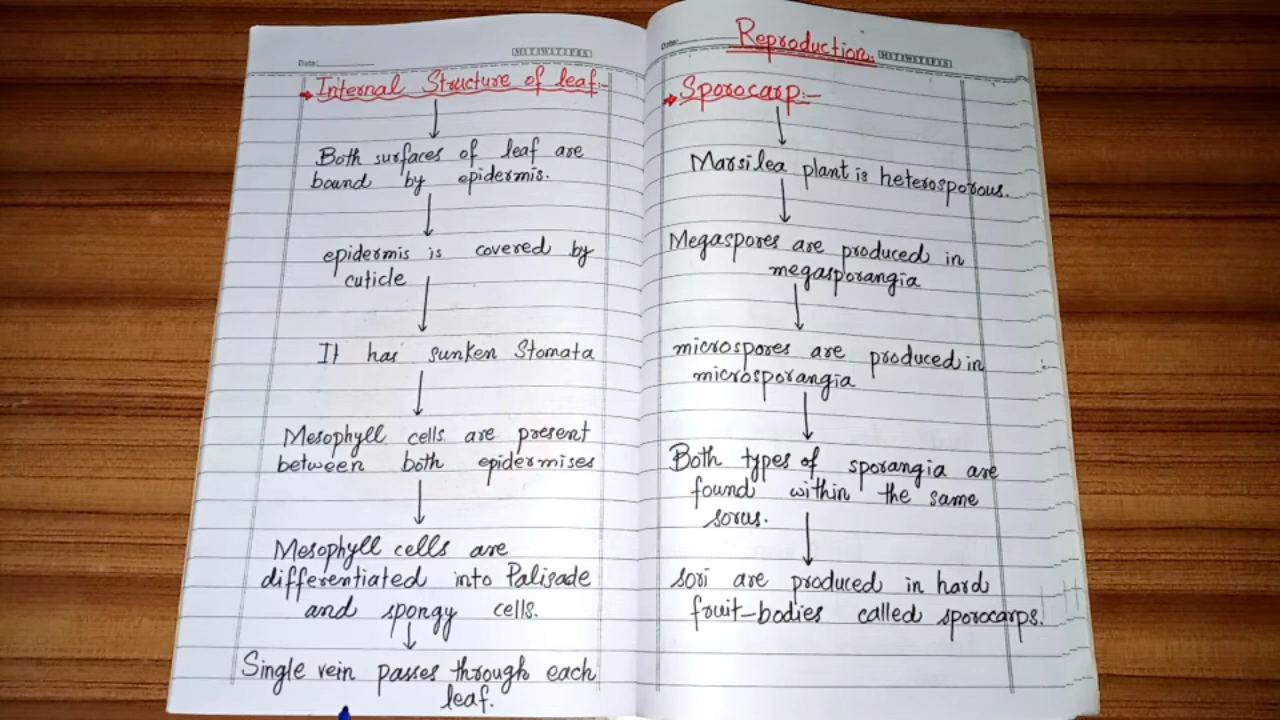 Date:
M T W T F S S
Internal Structure of leaf:-
Both surfaces of leaf are
bound by epidermis.
epidermis is covered by
cuticle
It has sunken Stomata
Mesophyll cells are present
between both epidermises
Mesophyll cells are
differentiated into Palisade
and spongy cells.
Single vein passes through each
leaf.
Date:
Reproduction.
M T W T F S S
Sporocarp:-
Marsilea plant is heterosporous.
Megaspores are produced in
megasporangia
microspores are produced in
microsporangia
Both types of sporangia are
found within the same
sorus.
sori are produced in hard
fruit-bodies called sporocarps.